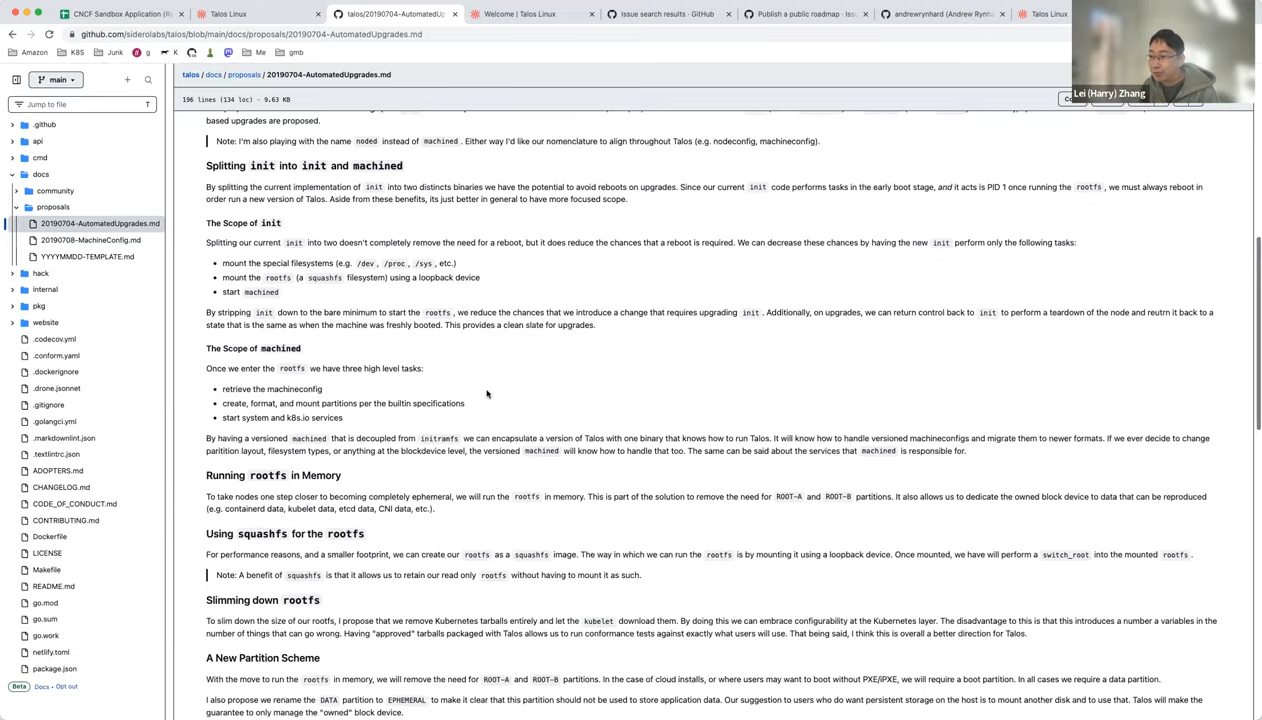 CNCF Sandbox Application (Re
Talos Linux
talos/20190704-AutomatedUp
Welcome | Talos Linux
Issue search results · GitHub
Publish a public roadmap · Iss
andrewrynhard (Andrew Rynh
Talos Linux
github.com/siderolabs/talos/blob/main/docs/proposals/20190704-AutomatedUpgrades.md
Amazon
K8S
Junk
g
K
Me
gmb
Lei (Harry) Zhang
main
talos / docs / proposals / 20190704-AutomatedUpgrades.md
Jump to file
T
196 lines (134 loc) · 9.63 KB
.github
api
cmd
docs
community
proposals
20190704-AutomatedUpgrades.md
20190708-MachineConfig.md
YYYYMMDD-TEMPLATE.md
hack
internal
pkg
website
.codecov.yml
.conform.yaml
.dockerignore
.drone.jsonnet
.gitignore
.golangci.yml
.markdownlint.json
.textlintrc.json
ADOPTERS.md
CHANGELOG.md
CODE_OF_CONDUCT.md
CONTRIBUTING.md
Dockerfile
LICENSE
Makefile
README.md
go.mod
go.sum
go.work
netlify.toml
package.json
Beta Docs · Opt out
based upgrades are proposed.
Note: I'm also playing with the name noded instead of machined . Either way I'd like our nomenclature to align throughout Talos (e.g. nodeconfig, machineconfig).
Splitting init into init and machined
By splitting the current implementation of init into two distincts binaries we have the potential to avoid reboots on upgrades. Since our current init code performs tasks in the early boot stage, and it acts is PID 1 once running the rootfs , we must always reboot in
order run a new version of Talos. Aside from these benefits, its just better in general to have more focused scope.
The Scope of init
Splitting our current init into two doesn't completely remove the need for a reboot, but it does reduce the chances that a reboot is required. We can decrease these chances by having the new init perform only the following tasks:
• mount the special filesystems (e.g. /dev , /proc , /sys , etc.)
• mount the rootfs (a squashfs filesystem) using a loopback device
• start machined
By stripping init down to the bare minimum to start the rootfs , we reduce the chances that we introduce a change that requires upgrading init . Additionally, on upgrades, we can return control back to init to perform a teardown of the node and reutrn it back to a
state that is the same as when the machine was freshly booted. This provides a clean slate for upgrades.
The Scope of machined
Once we enter the rootfs we have three high level tasks:
• retrieve the machineconfig
• create, format, and mount partitions per the builtin specifications
• start system and k8s.io services
By having a versioned machined that is decoupled from initramfs we can encapsulate a version of Talos with one binary that knows how to run Talos. It will know how to handle versioned machineconfigs and migrate them to newer formats. If we ever decide to change
partition layout, filesystem types, or anything at the blockdevice level, the versioned machined will know how to handle that too. The same can be said about the services that machined is responsible for.
Running rootfs in Memory
To take nodes one step closer to becoming completely ephemeral, we will run the rootfs in memory. This is part of the solution to remove the need for ROOT-A and ROOT-B partitions. It also allows us to dedicate the owned block device to data that can be reproduced
(e.g. containerd data, kubelet data, etcd data, CNI data, etc.).
Using squashfs for the rootfs
For performance reasons, and a smaller footprint, we can create our rootfs as a squashfs image. The way in which we can run the rootfs is by mounting it using a loopback device. Once mounted, we have will perform a switch_root into the mounted rootfs .
Note: A benefit of squashfs is that it allows us to retain our read only rootfs without having to mount it as such.
Slimming down rootfs
To slim down the size of our rootfs, I propose that we remove Kubernetes tarballs entirely and let the kubelet download them. By doing this we can embrace configurability at the Kubernetes layer. The disadvantage to this is that this introduces a number a variables in the
number of things that can go wrong. Having "approved" tarballs packaged with Talos allows us to run conformance tests against exactly what users will use. That being said, I think this is overall a better direction for Talos.
A New Partition Scheme
With the move to run the rootfs in memory, we will remove the need for ROOT-A and ROOT-B partitions. In the case of cloud installs, or where users may want to boot without PXE/iPXE, we will require a boot partition. In all cases we require a data partition.
I also propose we rename the DATA partition to EPHEMERAL to make it clear that this partition should not be used to store application data. Our suggestion to users who do want persistent storage on the host is to mount another disk and to use that. Talos will make the
guarantee to only manage the "owned" block device.